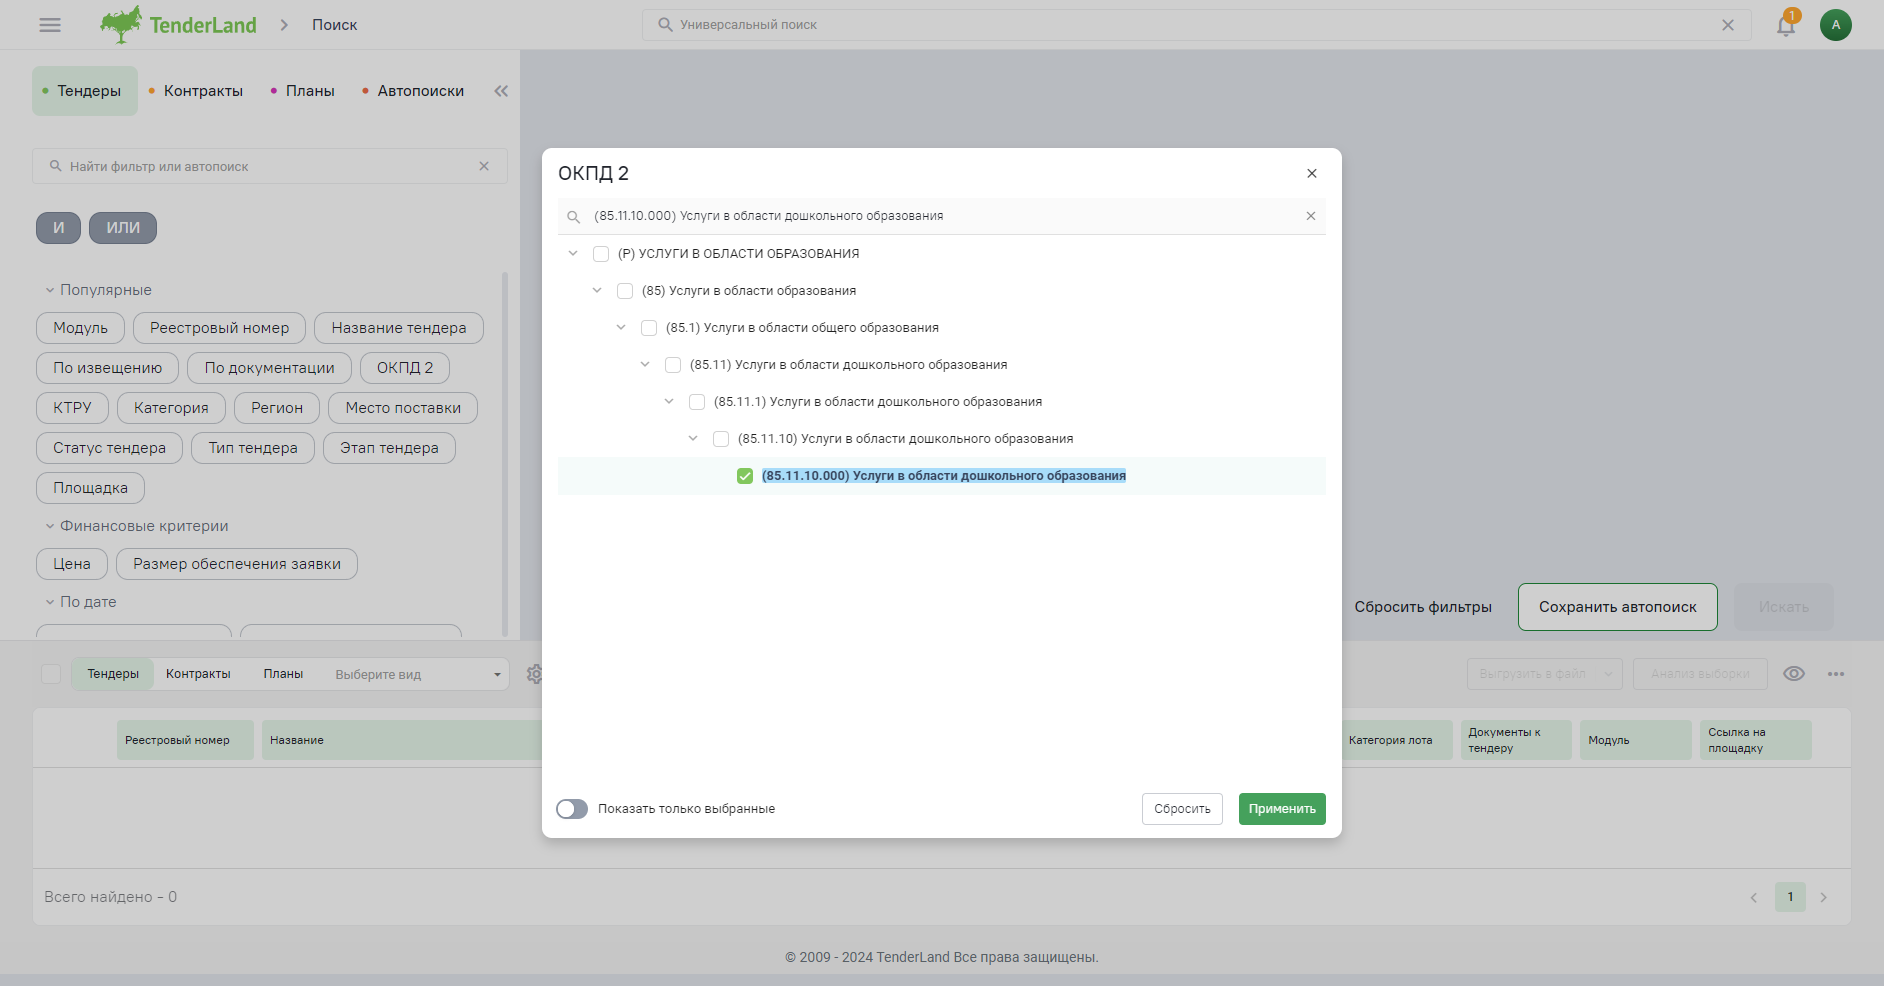 TenderLand
Поиск
Универсальный поиск
1
A
Тендеры
Контракты
Планы
Автопоиски
Найти фильтр или автопоиск
И
ИЛИ
Популярные
Модуль
Реестровый номер
Название тендера
По извещению
По документации
ОКПД 2
КТРУ
Категория
Регион
Место поставки
Статус тендера
Тип тендера
Этап тендера
Площадка
Финансовые критерии
Цена
Размер обеспечения заявки
По дате
ОКПД 2
(85.11.10.000) Услуги в области дошкольного образования
(P) УСЛУГИ В ОБЛАСТИ ОБРАЗОВАНИЯ
(85) Услуги в области образования
(85.1) Услуги в области общего образования
(85.11) Услуги в области дошкольного образования
(85.11.1) Услуги в области дошкольного образования
(85.11.10) Услуги в области дошкольного образования
(85.11.10.000) Услуги в области дошкольного образования
Показать только выбранные
Сбросить
Применить
Сбросить фильтры
Сохранить автопоиск
Искать
Тендеры
Контракты
Планы
Выберите вид
Выгрузить в файл
Анализ выборки
Реестровый номер
Название
Категория лота
Документы к
тендеру
Модуль
Ссылка на
площадку
Всего найдено - 0
1
© 2009 - 2024 TenderLand Все права защищены.